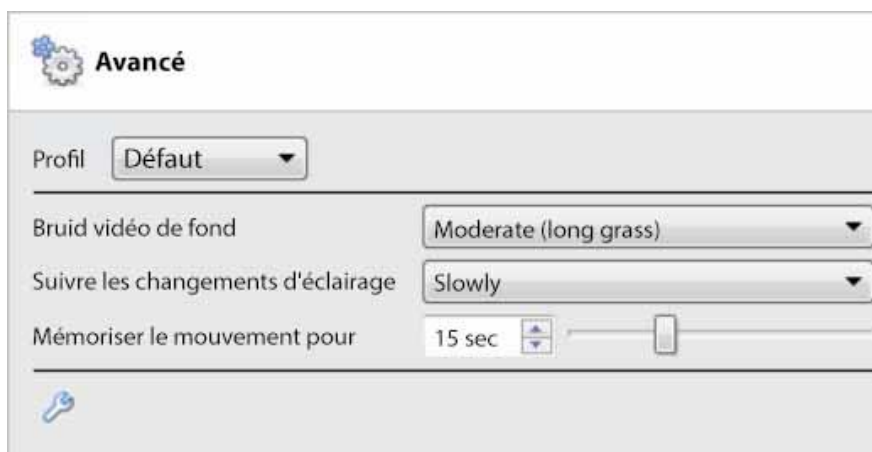 Avancé
Profil Défaut
Bruid vidéo de fond Moderate (long grass)
Suivre les changements d'éclairage Slowly
Mémoriser le mouvement pour 15 sec